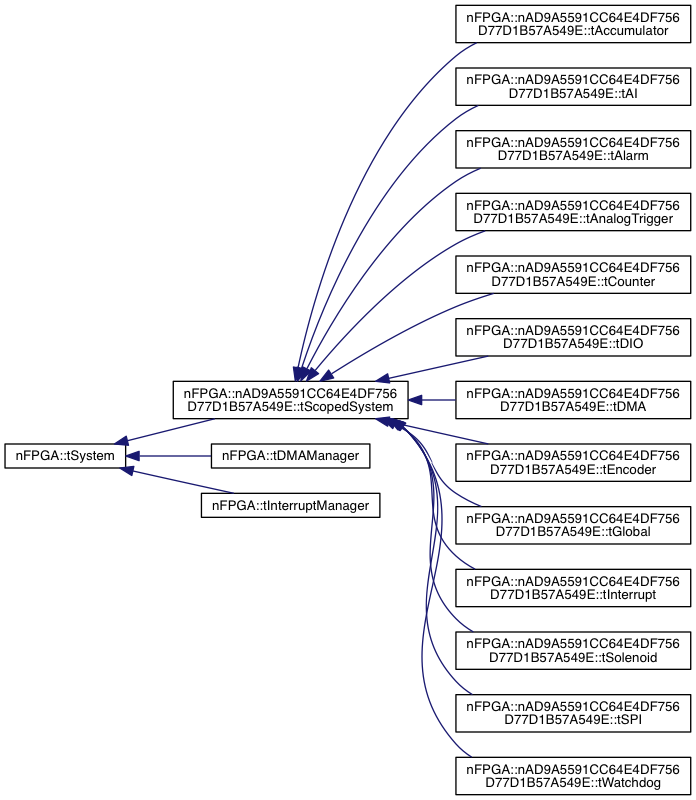 nFPGA::nAD9A5591CC64E4DF756
D77D1B57A549E::tAccumulator
nFPGA::nAD9A5591CC64E4DF756
D77D1B57A549E::tAI
nFPGA::nAD9A5591CC64E4DF756
D77D1B57A549E::tAlarm
nFPGA::nAD9A5591CC64E4DF756
D77D1B57A549E::tAnalogTrigger
nFPGA::nAD9A5591CC64E4DF756
D77D1B57A549E::tCounter
nFPGA::nAD9A5591CC64E4DF756
D77D1B57A549E::tDIO
nFPGA::nAD9A5591CC64E4DF756
D77D1B57A549E::tScopedSystem
nFPGA::nAD9A5591CC64E4DF756
D77D1B57A549E::tDMA
nFPGA::tSystem
nFPGA::tDMAManager
nFPGA::nAD9A5591CC64E4DF756
D77D1B57A549E::tEncoder
nFPGA::tInterruptManager
nFPGA::nAD9A5591CC64E4DF756
D77D1B57A549E::tGlobal
nFPGA::nAD9A5591CC64E4DF756
D77D1B57A549E::tInterrupt
nFPGA::nAD9A5591CC64E4DF756
D77D1B57A549E::tSolenoid
nFPGA::nAD9A5591CC64E4DF756
D77D1B57A549E::tSPI
nFPGA::nAD9A5591CC64E4DF756
D77D1B57A549E::tWatchdog